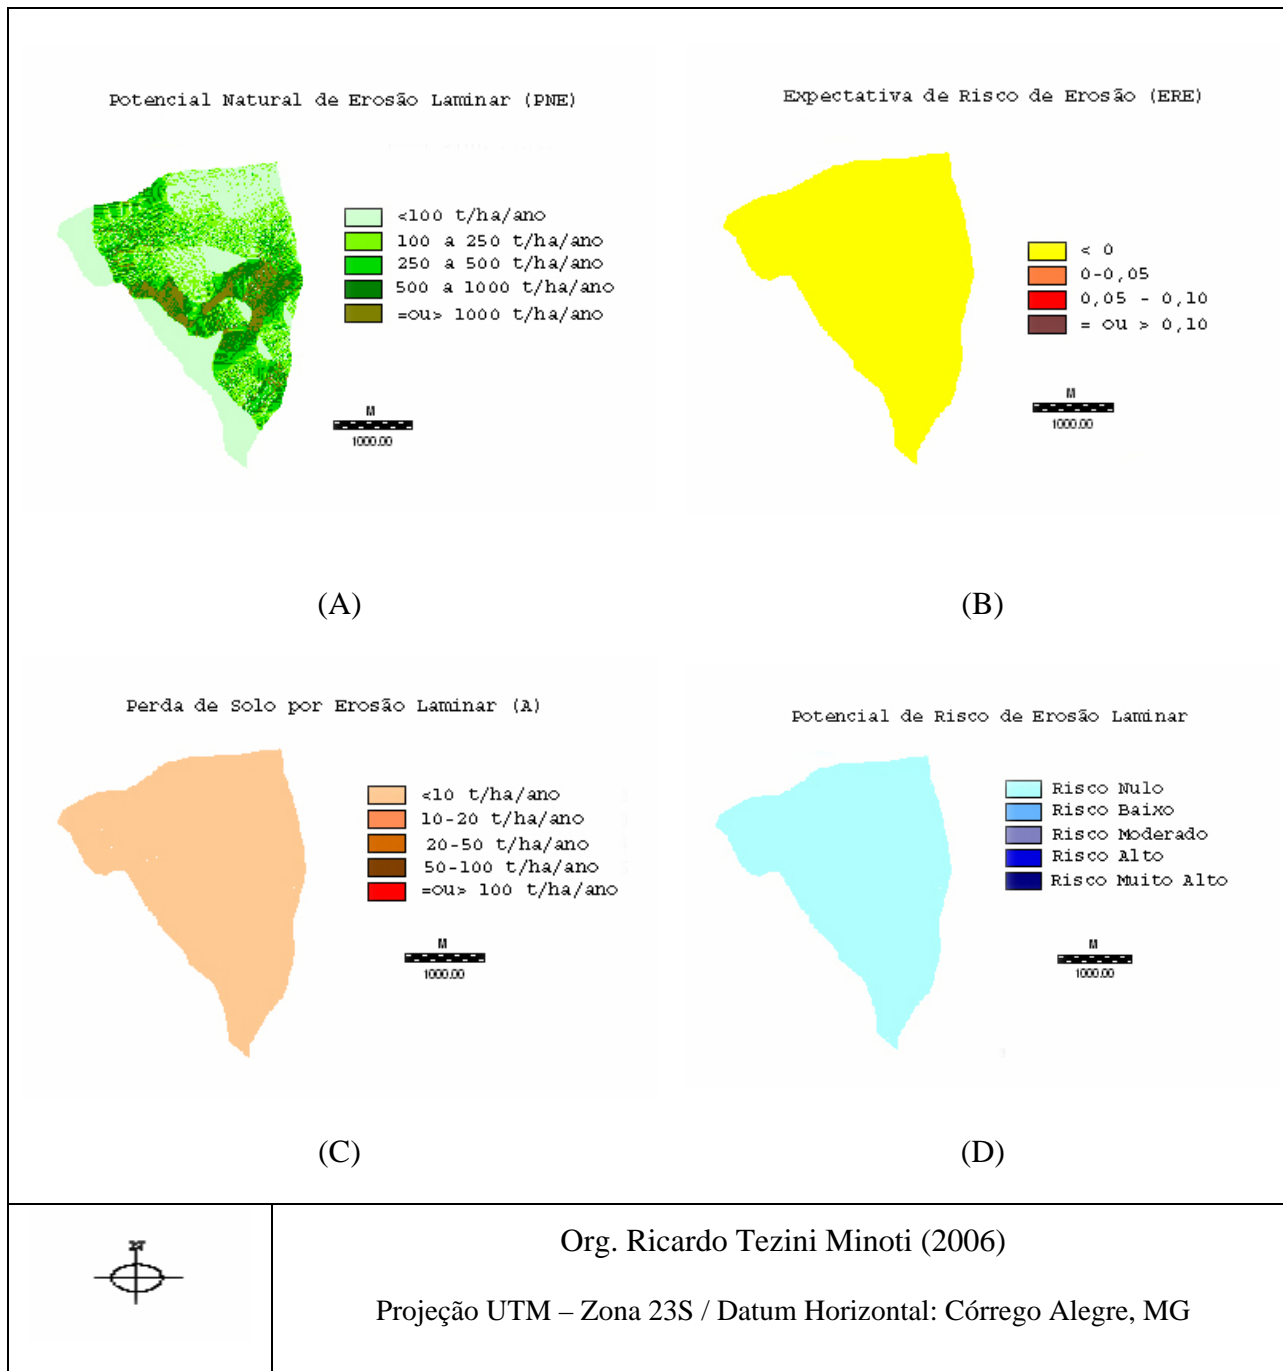 Potencial Natural de Erosão Laminar (PNE)
<100 t/ha/ano
100 a 250 t/ha/ano
250 a 500 t/ha/ano
500 a 1000 t/ha/ano
=ou> 1000 t/ha/ano
M
1000.00
(A)
Expectativa de Risco de Erosão (ERE)
< 0
0-0,05
0,05 - 0,10
= ou > 0,10
M
1000.00
(B)
Perda de Solo por Erosão Laminar (A)
<10 t/ha/ano
10-20 t/ha/ano
20-50 t/ha/ano
50-100 t/ha/ano
=ou> 100 t/ha/ano
M
1000.00
(C)
Potencial de Risco de Erosão Laminar
Risco Nulo
Risco Baixo
Risco Moderado
Risco Alto
Risco Muito Alto
M
1000.00
(D)
N
Org. Ricardo Tezini Minoti (2006)
Projeção UTM – Zona 23S / Datum Horizontal: Córrego Alegre, MG